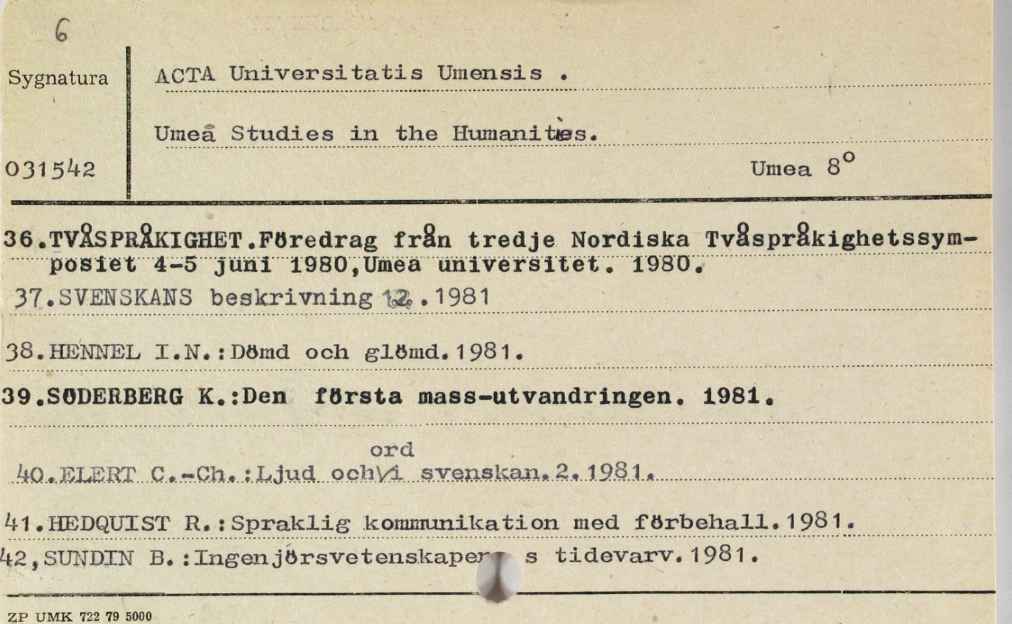 6
Sygnatura
ACTA Universitatis Umensis .
Umeå Studies in the Humanities.
031542
Umea 8º
36.TVÅSPRÅKIGHET.Föredrag från tredje Nordiska Tvåspråkighetssym-
posiet 4-5 juni 1980,Umea universitet. 1980.
37.SVENSKANS beskrivning 12.1981
38.HENNEL I.N.:Dömd och glömd.1981.
39.SÖDERBERG K.:Den första mass-utvandringen. 1981.
ord
40.ELERT C.-Ch.:Ljud och\/i svenskan.2.1981.
41.HEDQUIST R.:Spraklig kommunikation med förbehall.1981.
42,SUNDIN B.:Ingenjörsvetenskapen s tidevarv.1981.
ZP UMK 722 79 5000